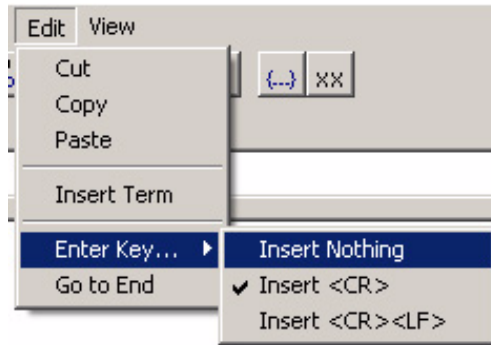 Edit View
Cut
{...} xx
Copy
Paste
Insert Term
Enter Key... Insert Nothing
Go to End Insert <CR>
Insert <CR><LF>